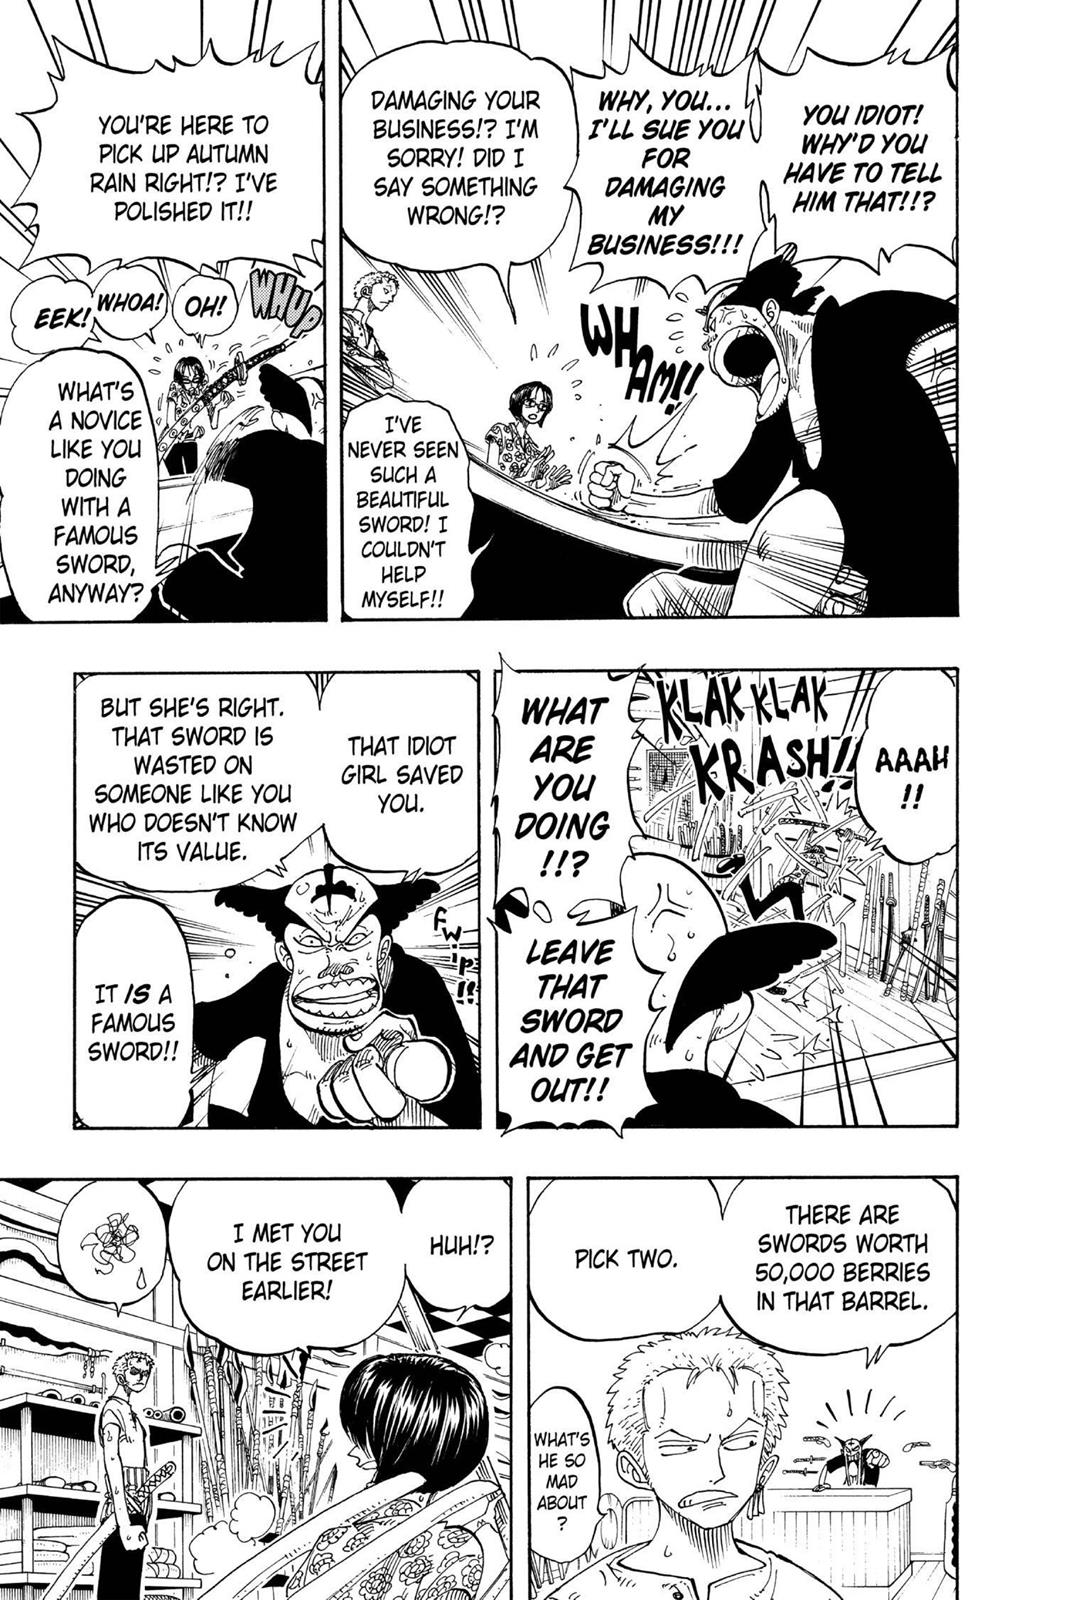 YOU IDIOT!
WHY'D YOU
HAVE TO TELL
HIM THAT!!?
WHY, YOU...
I'LL SUE YOU
FOR
DAMAGING
MY
BUSINESS!!!
DAMAGING YOUR
BUSINESS!? I'M
SORRY! DID I
SAY SOMETHING
WRONG!?
WHAM!!
I'VE
NEVER SEEN
SUCH A
BEAUTIFUL
SWORD! I
COULDN'T
HELP
MYSELF!!
YOU'RE HERE TO
PICK UP AUTUMN
RAIN RIGHT!? I'VE
POLISHED IT!!
WHUP
OH!
WHOA!
EEK!
WHAT'S
A NOVICE
LIKE YOU
DOING
WITH A
FAMOUS
SWORD,
ANYWAY?
AAAH
!!
KLAK KLAK
KRASH!!
WHAT
ARE
YOU
DOING
!!?
LEAVE
THAT
SWORD
AND GET
OUT!!
THAT IDIOT
GIRL SAVED
YOU.
BUT SHE'S RIGHT.
THAT SWORD IS
WASTED ON
SOMEONE LIKE YOU
WHO DOESN'T KNOW
ITS VALUE.
FWIP!!
IT IS A
FAMOUS
SWORD!!
THERE ARE
SWORDS WORTH
50,000 BERRIES
IN THAT BARREL.
PICK TWO.
WHAT'S
HE SO
MAD
ABOUT
?
HUH!?
I MET YOU
ON THE STREET
EARLIER!